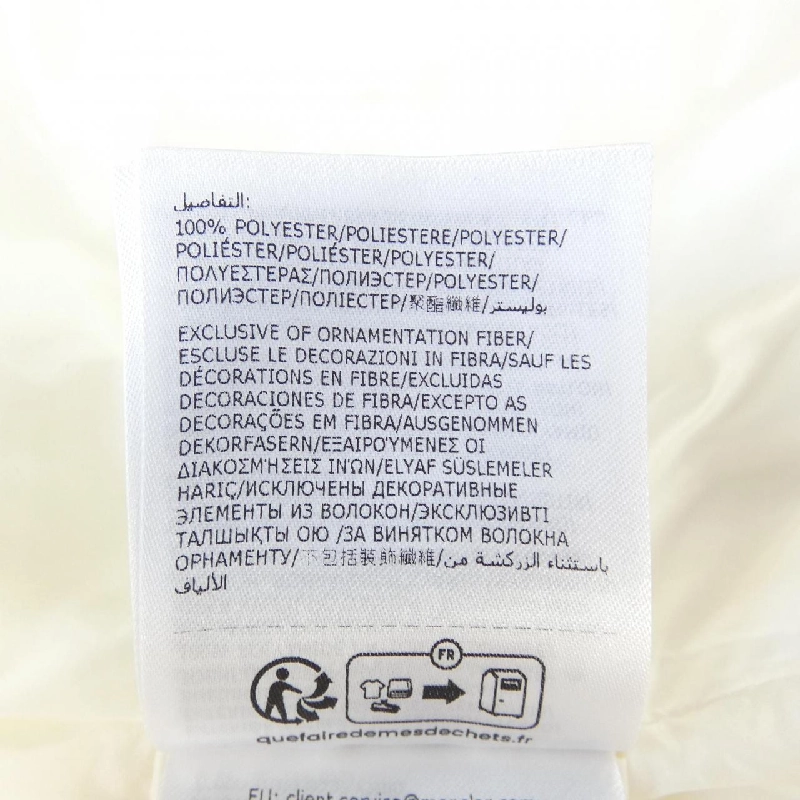 التفاصيل:
100% POLYESTER/POLIESTERE/POLYESTER/
POLIÉSTER/POLIÉSTER/POLYESTER/
ΠΟΛΥΕΣΤΕΡΑΣ/ПОЛИЭСТЕР/POLYESTER/
ПОЛИЭСТЕР/ПОЛІЕСТЕР/聚酯纖維/بوليستر
EXCLUSIVE OF ORNAMENTATION FIBER/
ESCLUSE LE DECORAZIONI IN FIBRA/SAUF LES
DÉCORATIONS EN FIBRE/EXCLUIDAS
DECORACIONES DE FIBRA/EXCEPTO AS
DECORAÇÕES EM FIBRA/AUSGENOMMEN
DEKORFASERN/ΕΞΑΙΡΟΎΜΕΝΕΣ ΟΙ
ΔΙΑΚΟΣΜΉΣΕΙΣ ΙΝΏΝ/ELYAF SÜSLEMELER
HARIÇ/ИСКЛЮЧЕНЫ ДЕКОРАТИВНЫЕ
ЭЛЕМЕНТЫ ИЗ ВОЛОКОН/ЭКСКЛЮЗИВТІ
ТАЛШЫҚТЫ ОЮ /ЗА ВИНЯТКОМ ВОЛОКНА
ОРНАМЕНТУ/不包括裝飾纖維/باستثناء الزركشة من
الألياف
FR
quefairedemesdechets.fr
EU: